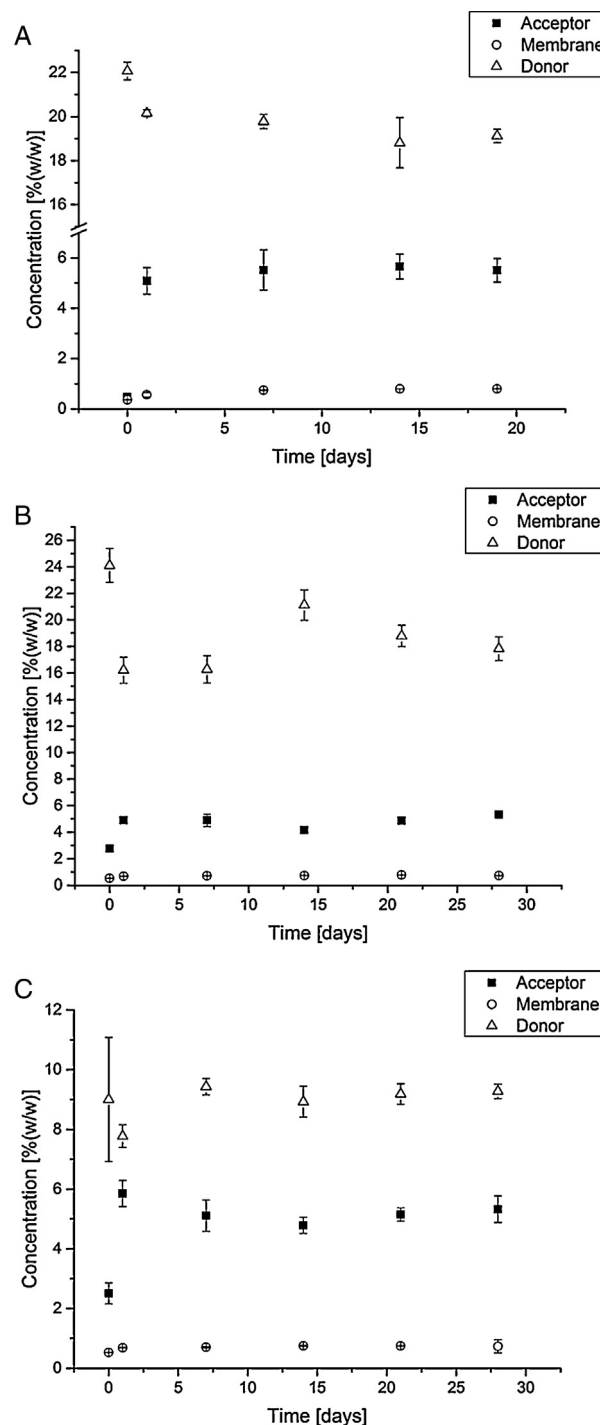 A
Acceptor
Membrane
Donor
Concentration [%(w/w)]
22
20
18
16
6
4
2
0
0 5 10 15 20
Time [days]
B
Acceptor
Membrane
Donor
Concentration [%(w/w)]
26
24
22
20
18
16
14
12
10
8
6
4
2
0
0 5 10 15 20 25 30
Time [days]
C
Acceptor
Membrane
Donor
Concentration [%(w/w)]
12
10
8
6
4
2
0
0 5 10 15 20 25 30
Time [days]